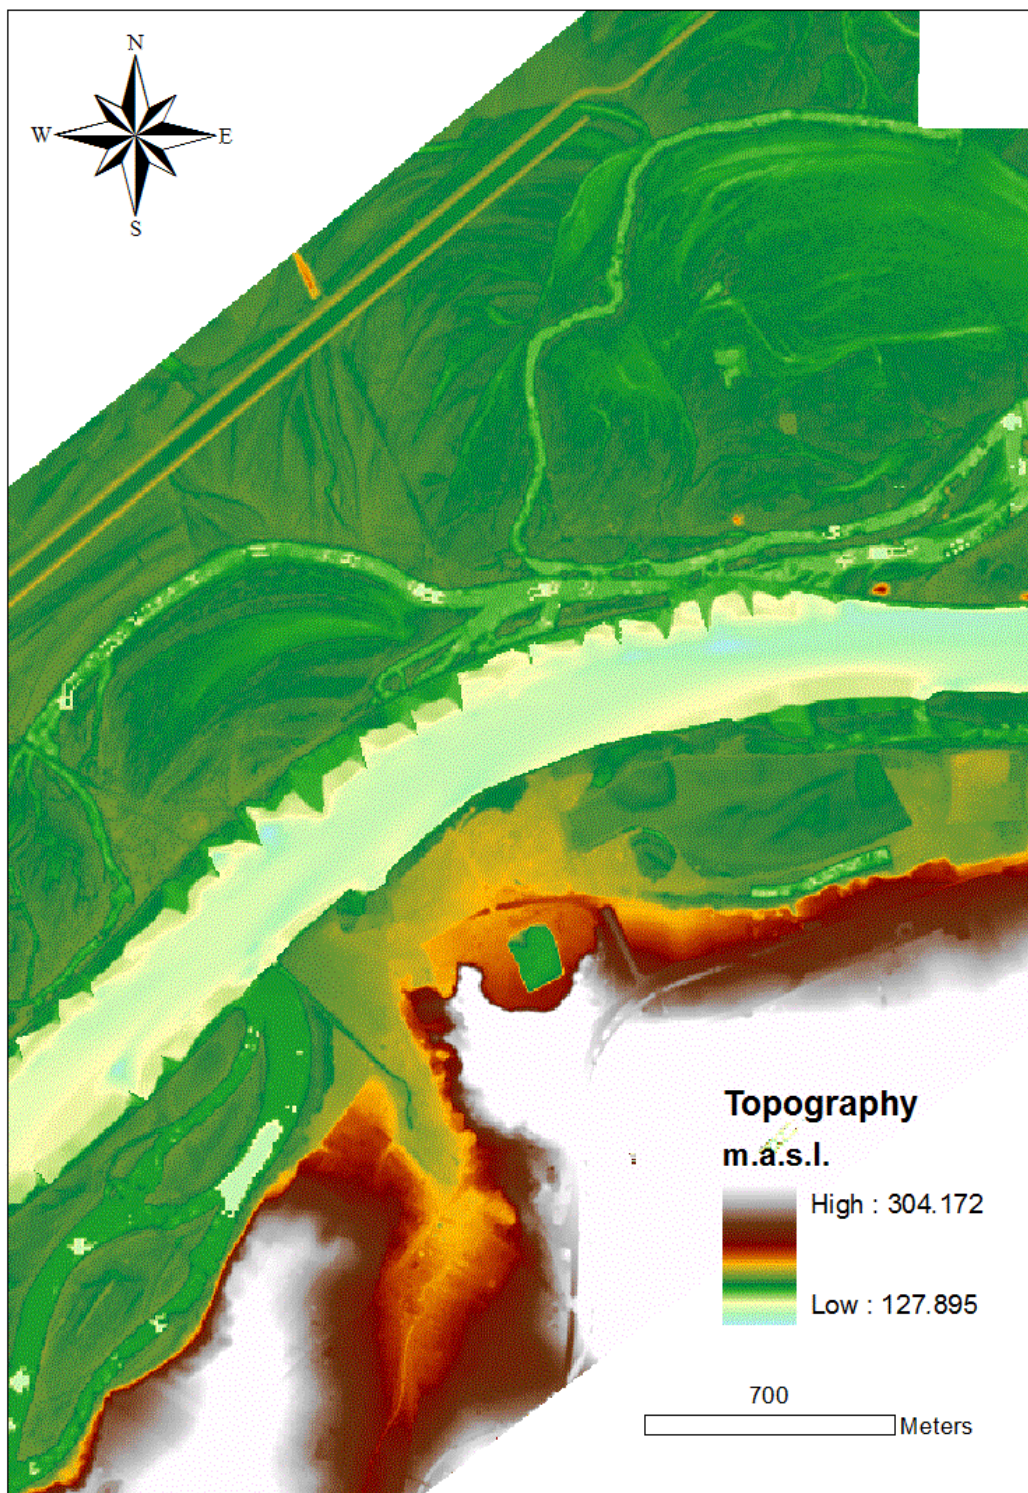 N
W E
S
Topography
m.a.s.l.
High : 304.172
Low : 127.895
700
Meters